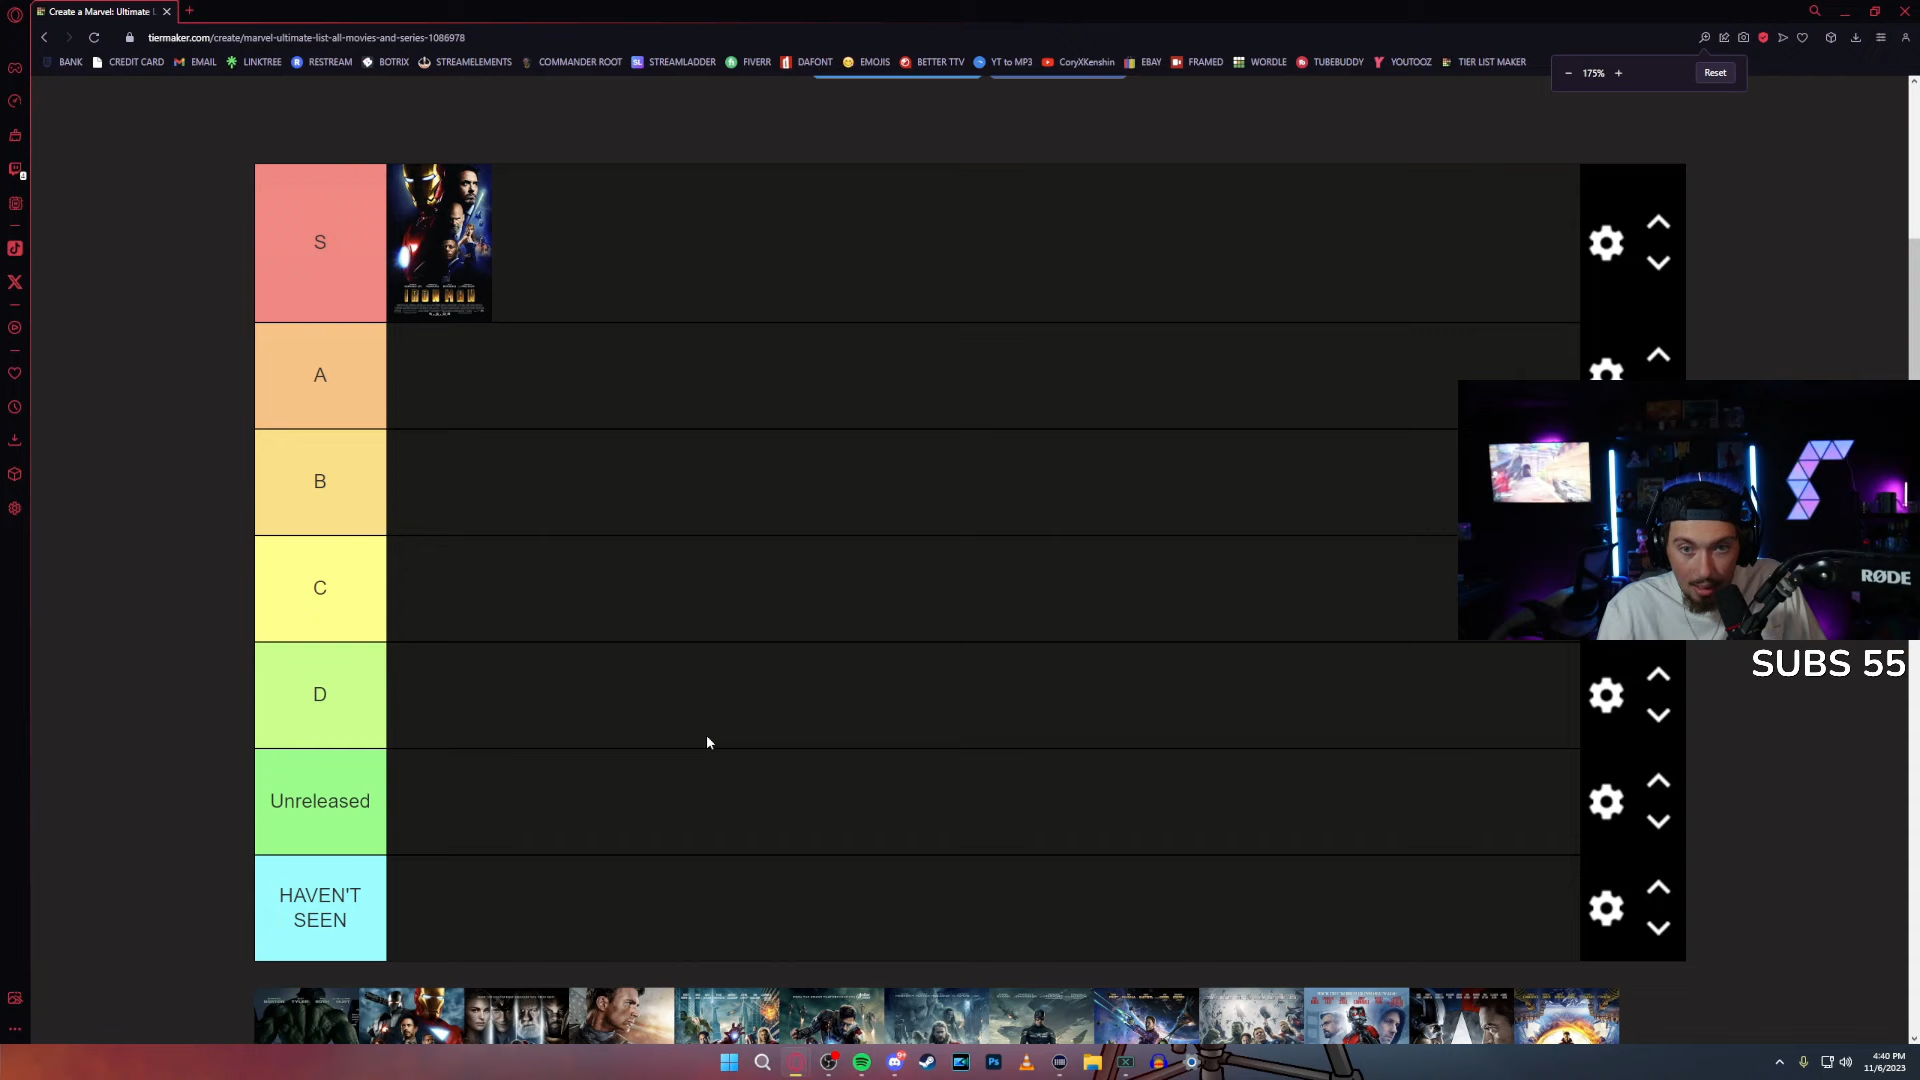 Create a Marvel: Ultimate
tiermaker.com/create/marvel-ultimate-list-all-movies-and-series-1086978
BANK CREDIT CARD EMAIL LINKTREE RESTREAM BOTRIX STREAMELEMENTS COMMANDER ROOT STREAMLADDER FIVERR DAFONT EMOJIS BETTER TTV YT to MP3 CoryXKenshin EBAY FRAMED WORDLE TUBEBUDDY YOUTOOZ TIER LIST MAKER
175% Reset
S
IRON MAN
A
B
C
RØDE
SUBS 55
D
Unreleased
HAVEN'T
SEEN
4:40 PM
11/6/2023